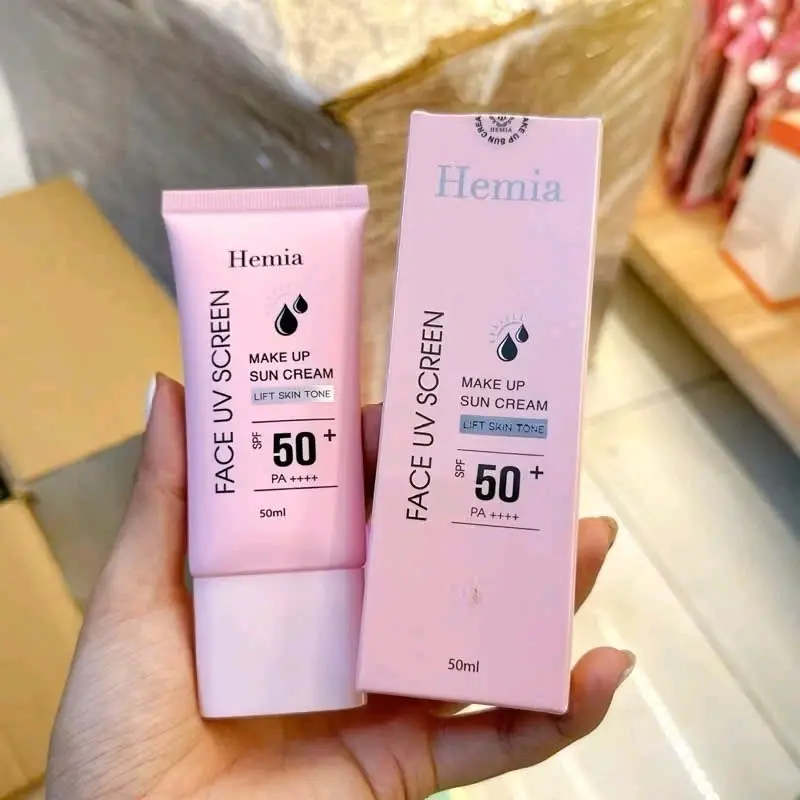 Hemia
FACE UV SCREEN
MAKE UP
SUN CREAM
LIFT SKIN TONE
SPF 50+
PA ++++
50ml
HEMIA
Hemia
FACE UV SCREEN
MAKE UP
SUN CREAM
LIFT SKIN TONE
SPF 50+
PA ++++
50ml